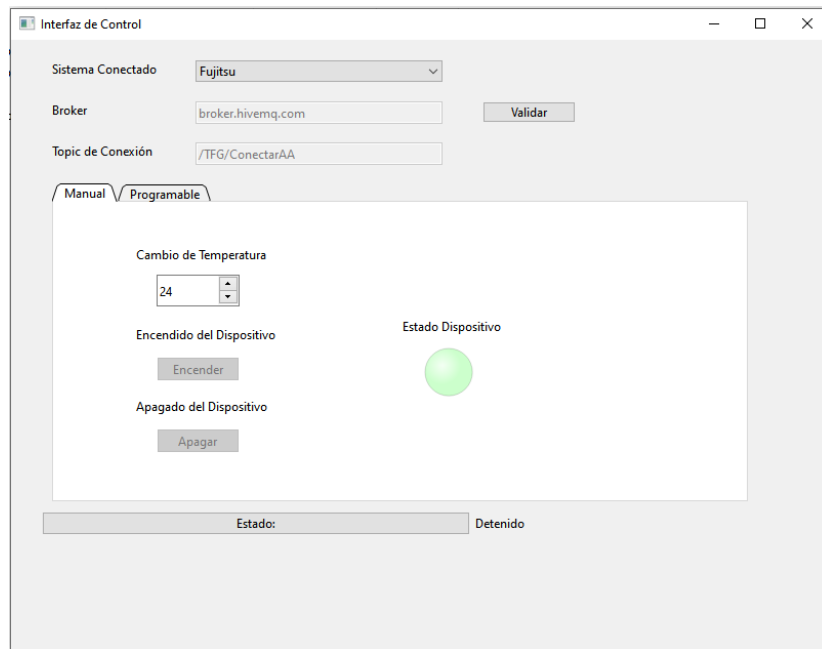 Interfaz de Control
Sistema Conectado Fujitsu
Broker broker.hivemq.com Validar
Topic de Conexión /TFG/ConectarAA
Manual Programable
Cambio de Temperatura
24
Encendido del Dispositivo
Estado Dispositivo
Encender
Apagado del Dispositivo
Apagar
Estado: Detenido